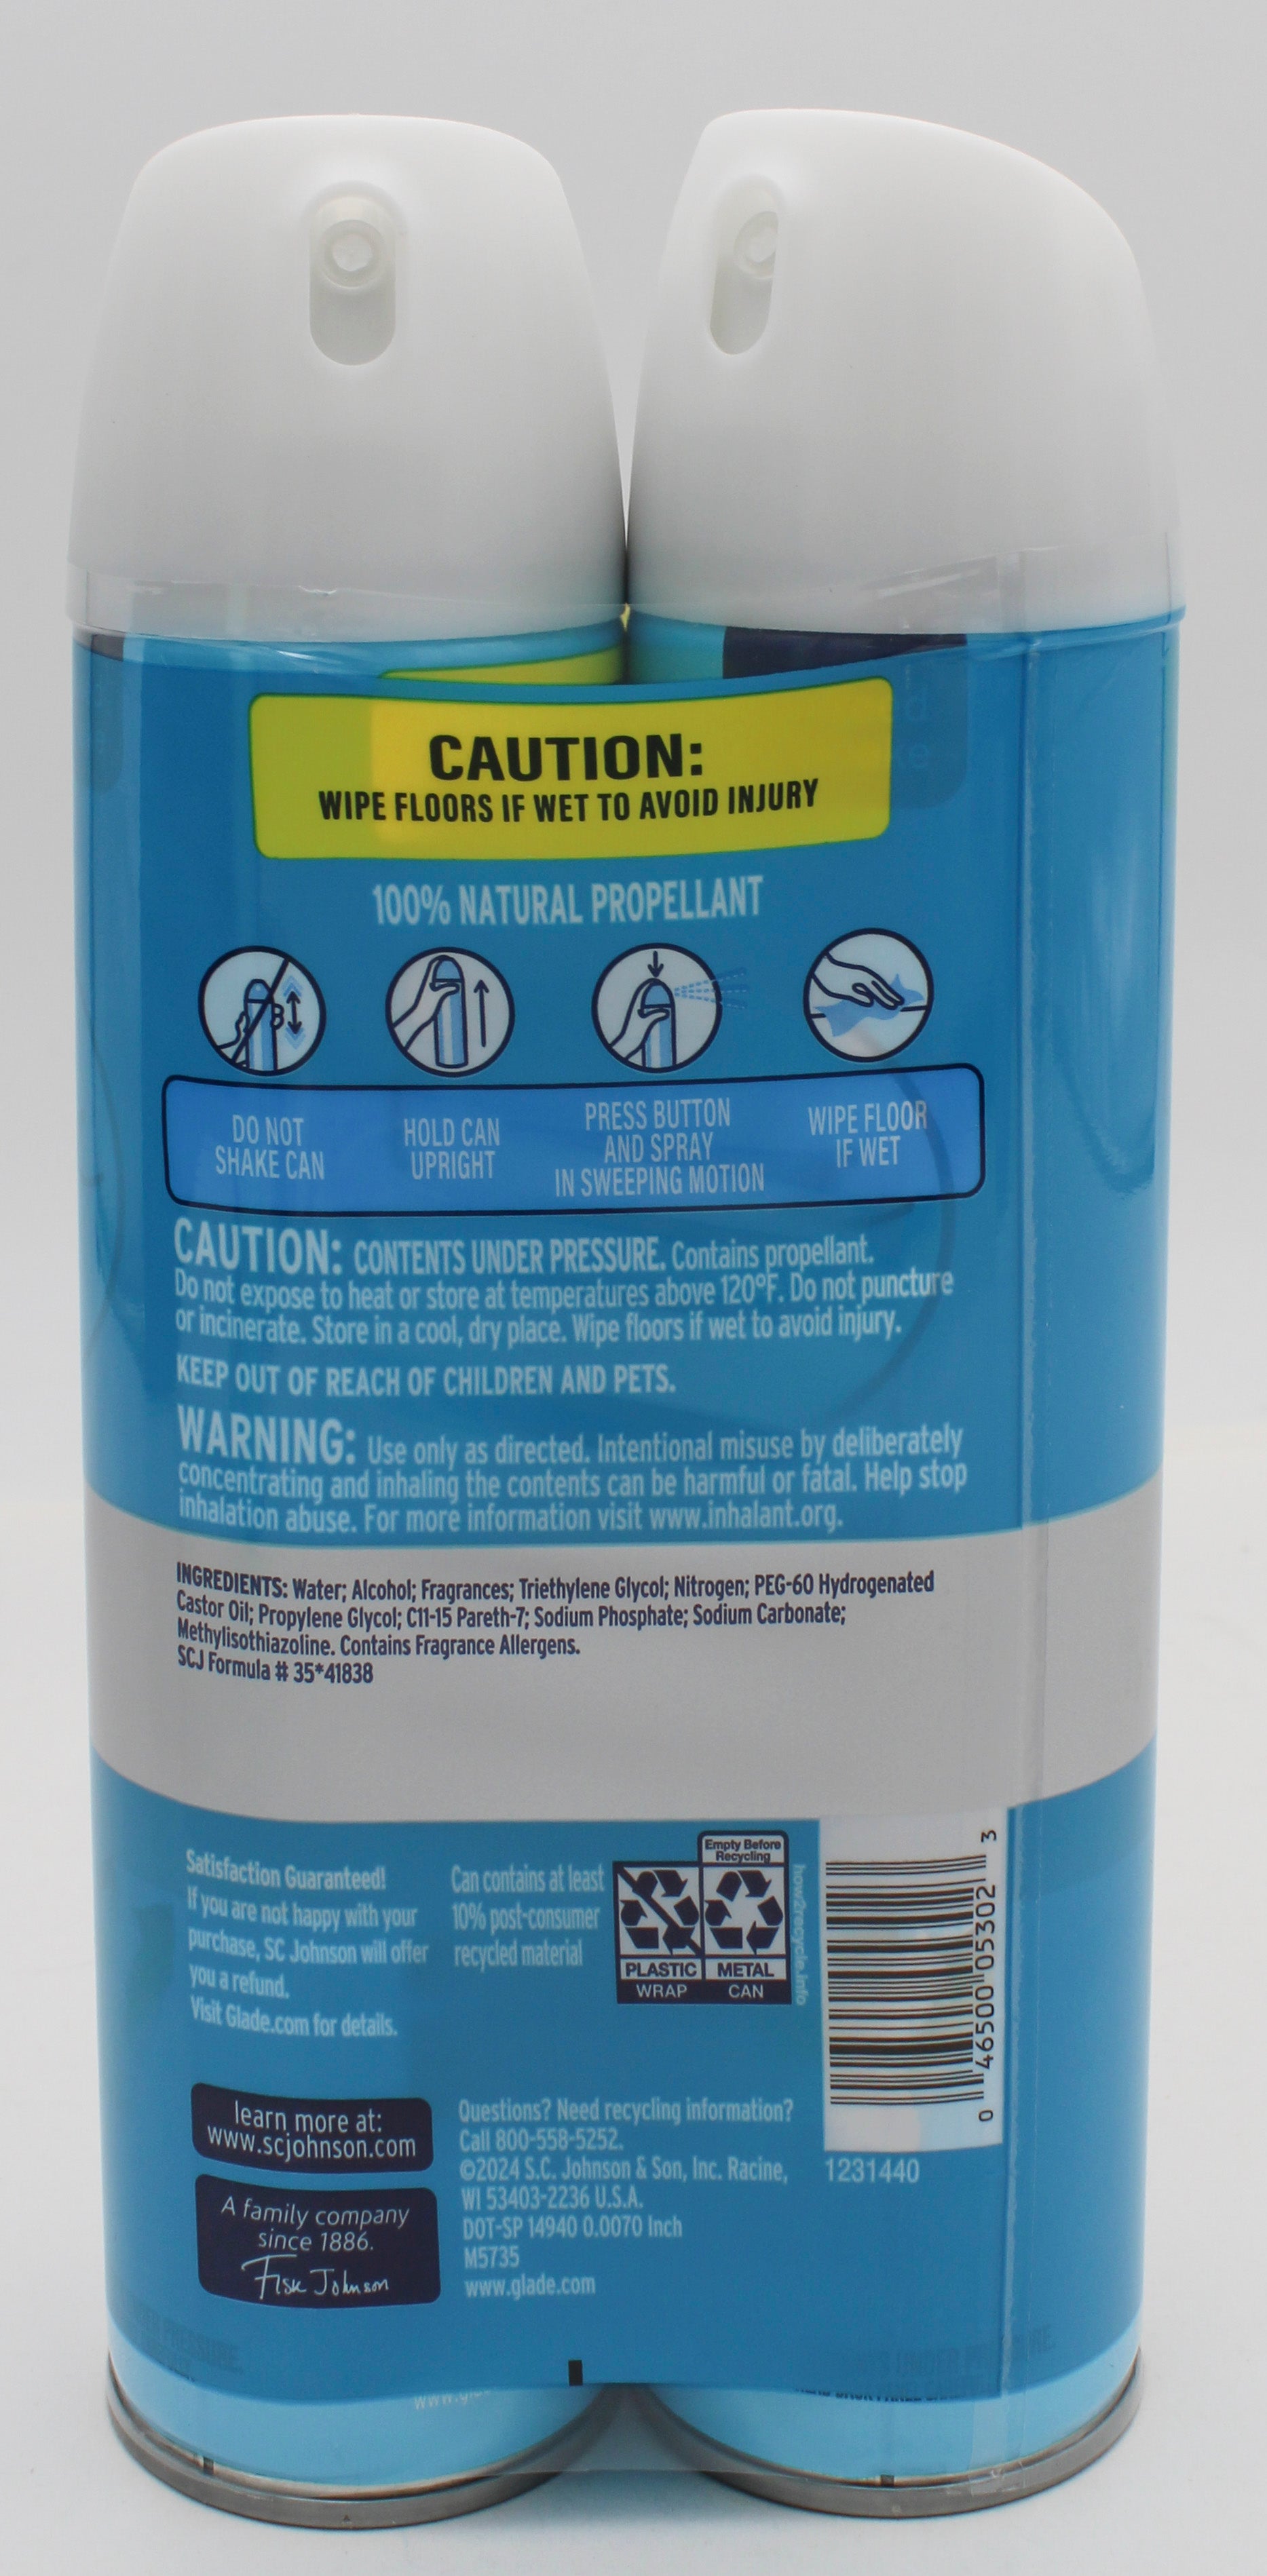 CAUTION:
WIPE FLOORS IF WET TO AVOID INJURY
100% NATURAL PROPELLANT
DO NOT
SHAKE CAN
HOLD CAN
UPRIGHT
PRESS BUTTON
AND SPRAY
IN SWEEPING MOTION
WIPE FLOOR
IF WET
CAUTION: CONTENTS UNDER PRESSURE. Contains propellant.
Do not expose to heat or store at temperatures above 120°F. Do not puncture
or incinerate. Store in a cool, dry place. Wipe floors if wet to avoid injury.
KEEP OUT OF REACH OF CHILDREN AND PETS.
WARNING: Use only as directed. Intentional misuse by deliberately
concentrating and inhaling the contents can be harmful or fatal. Help stop
inhalation abuse. For more information visit www.inhalant.org.
INGREDIENTS: Water; Alcohol; Fragrances; Triethylene Glycol; Nitrogen; PEG-60 Hydrogenated
Castor Oil; Propylene Glycol; C11-15 Pareth-7; Sodium Phosphate; Sodium Carbonate;
Methylisothiazoline. Contains Fragrance Allergens.
SCJ Formula # 35*41838
Satisfaction Guaranteed!
If you are not happy with your
purchase, SC Johnson will offer
you a refund.
Visit Glade.com for details.
Can contains at least
10% post-consumer
recycled material
Empty Before
Recycling
PLASTIC
WRAP
METAL
CAN
how2recycle.info
0 46500 05302 3
1231440
learn more at:
www.scjohnson.com
A family company
since 1886.
Fisk Johnson
Questions? Need recycling information?
Call 800-558-5252.
©2024 S.C. Johnson & Son, Inc. Racine,
WI 53403-2236 U.S.A.
DOT-SP 14940 0.0070 Inch
M5735
www.glade.com